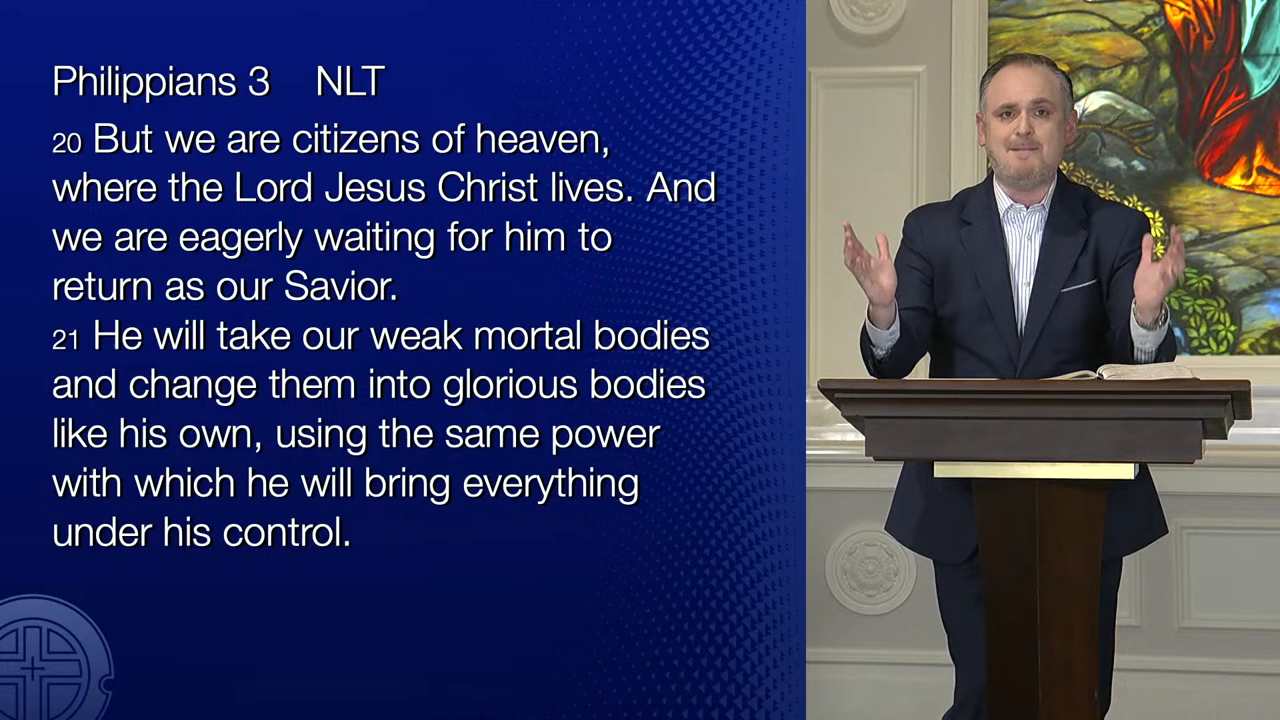 Philippians 3 NLT
20 But we are citizens of heaven,
where the Lord Jesus Christ lives. And
we are eagerly waiting for him to
return as our Savior.
21 He will take our weak mortal bodies
and change them into glorious bodies
like his own, using the same power
with which he will bring everything
under his control.